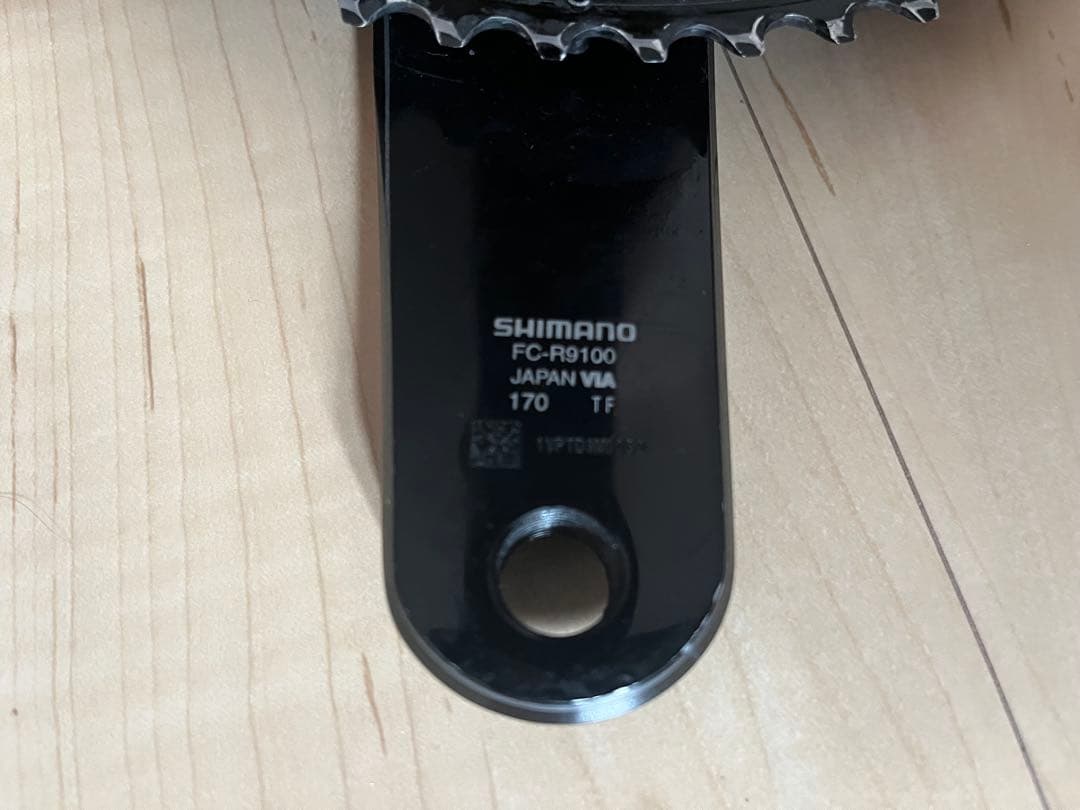 SHIMANO
FC-R9100
JAPAN VIA
170 TF